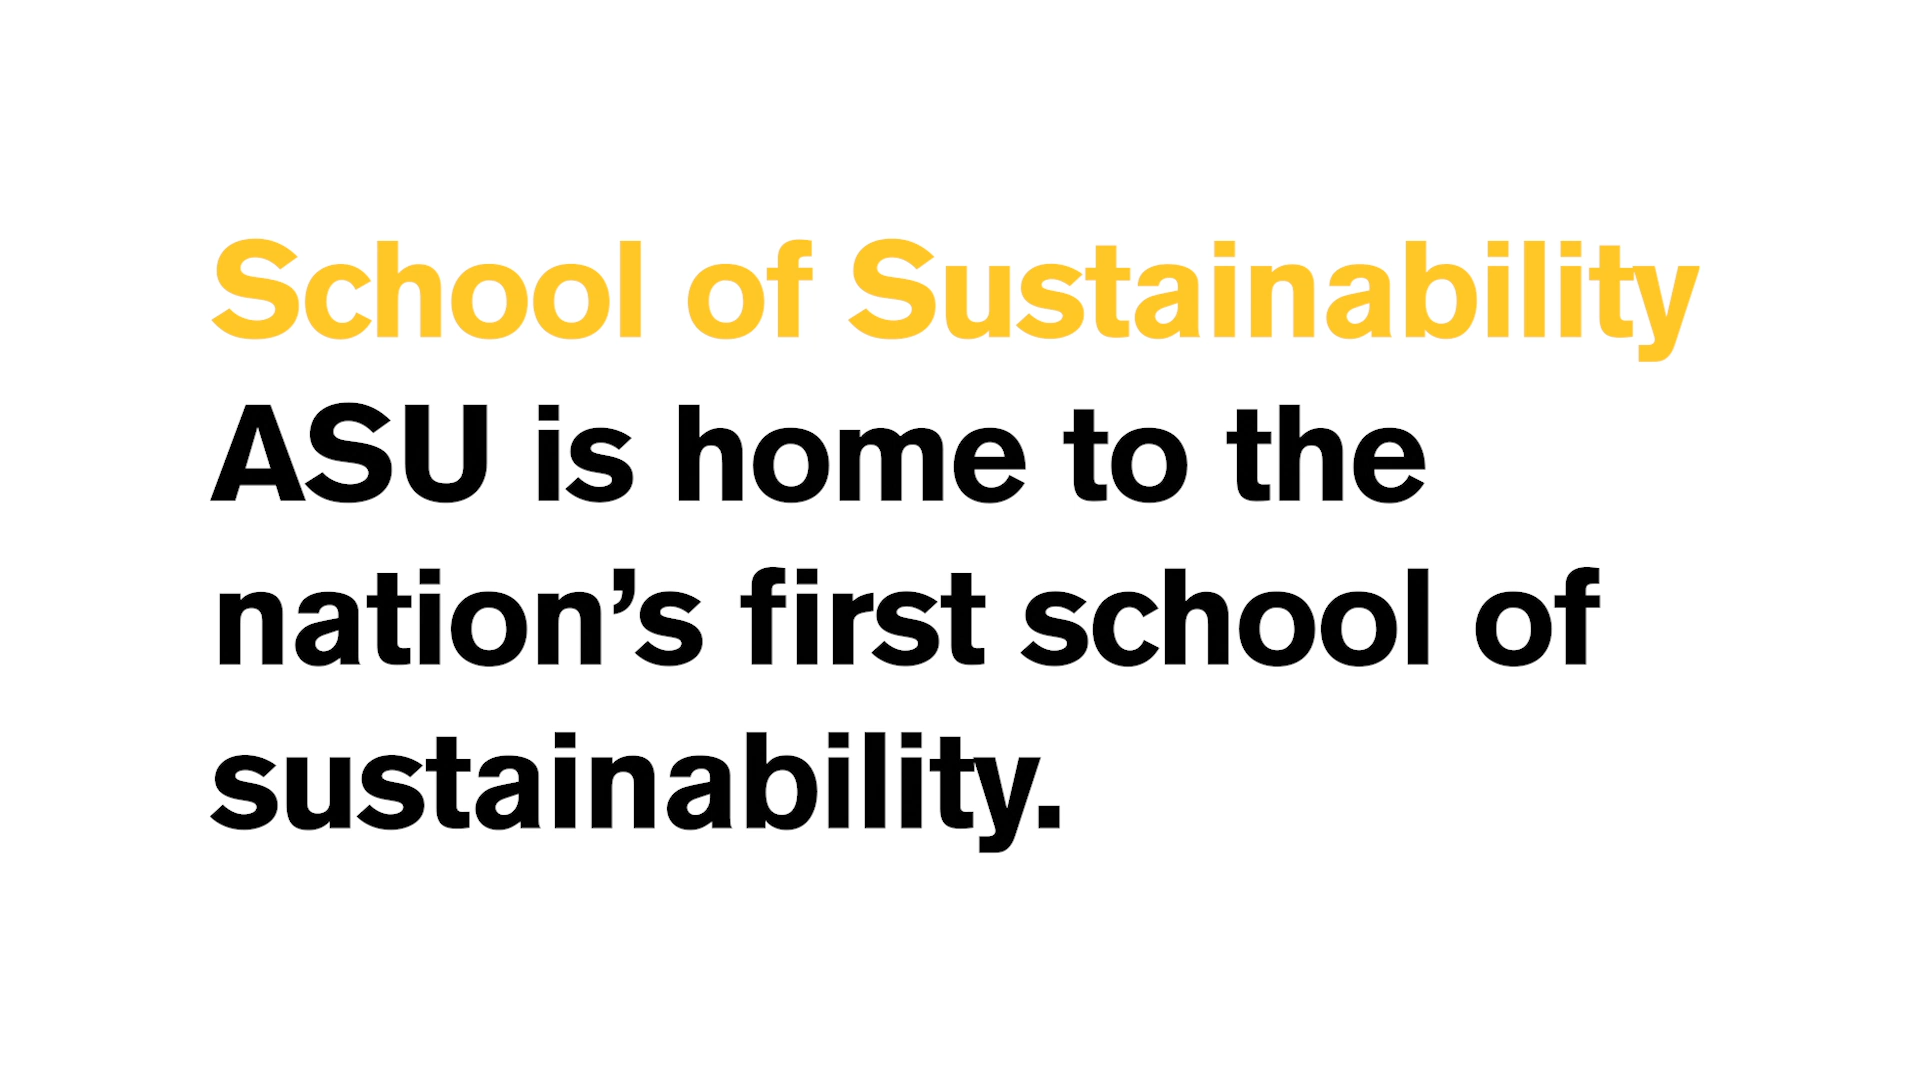 School of Sustainability
ASU is home to the
nation’s first school of
sustainability.